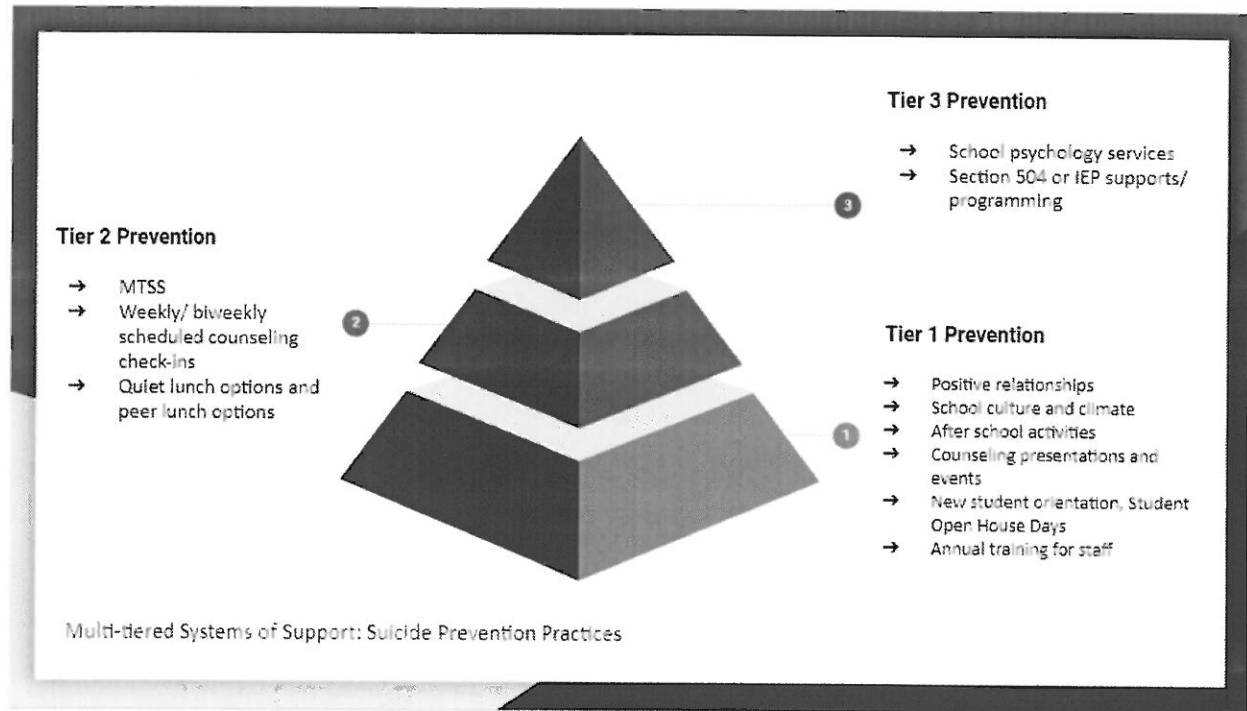 Tier 3 Prevention
→ School psychology services
→ Section 504 or IEP supports/
programming
3
Tier 2 Prevention
→ MTSS
→ Weekly/ biweekly
scheduled counseling
check-ins
→ Quiet lunch options and
peer lunch options
2
Tier 1 Prevention
→ Positive relationships
→ School culture and climate
→ After school activities
→ Counseling presentations and
events
→ New student orientation, Student
Open House Days
→ Annual training for staff
1
Multi-tiered Systems of Support: Suicide Prevention Practices